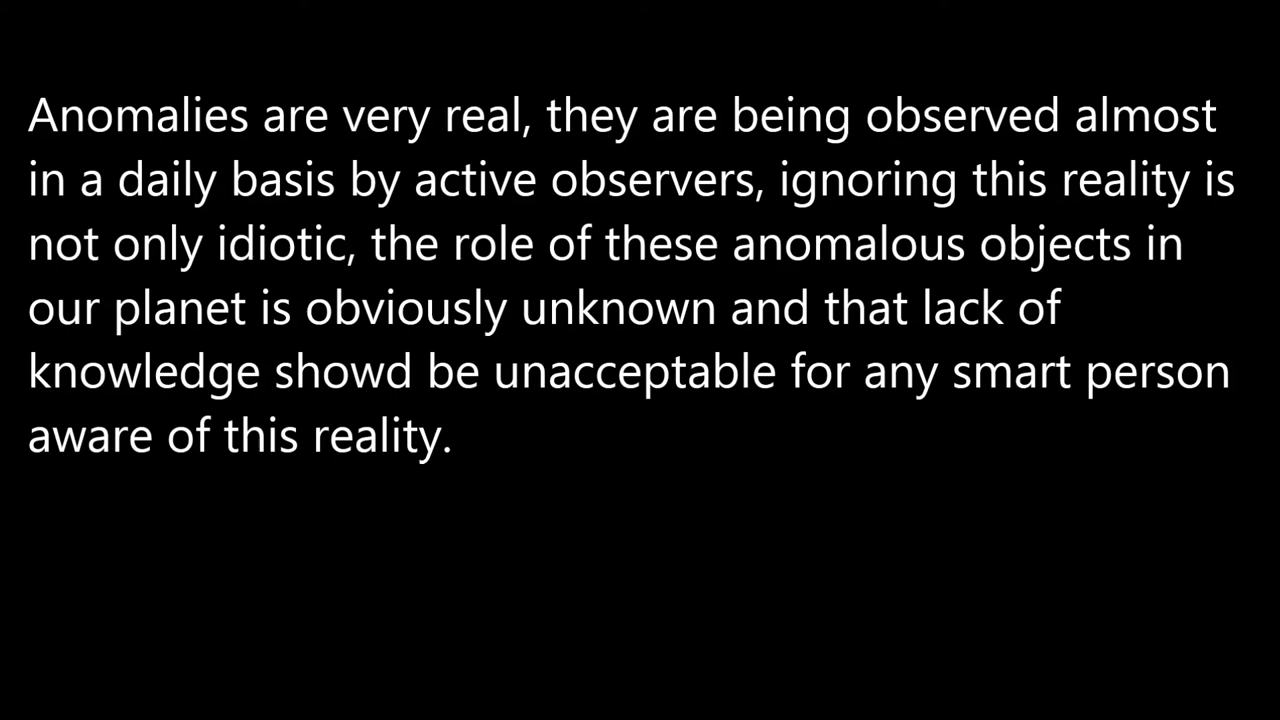 Anomalies are very real, they are being observed almost
in a daily basis by active observers, ignoring this reality is
not only idiotic, the role of these anomalous objects in
our planet is obviously unknown and that lack of
knowledge showd be unacceptable for any smart person
aware of this reality.